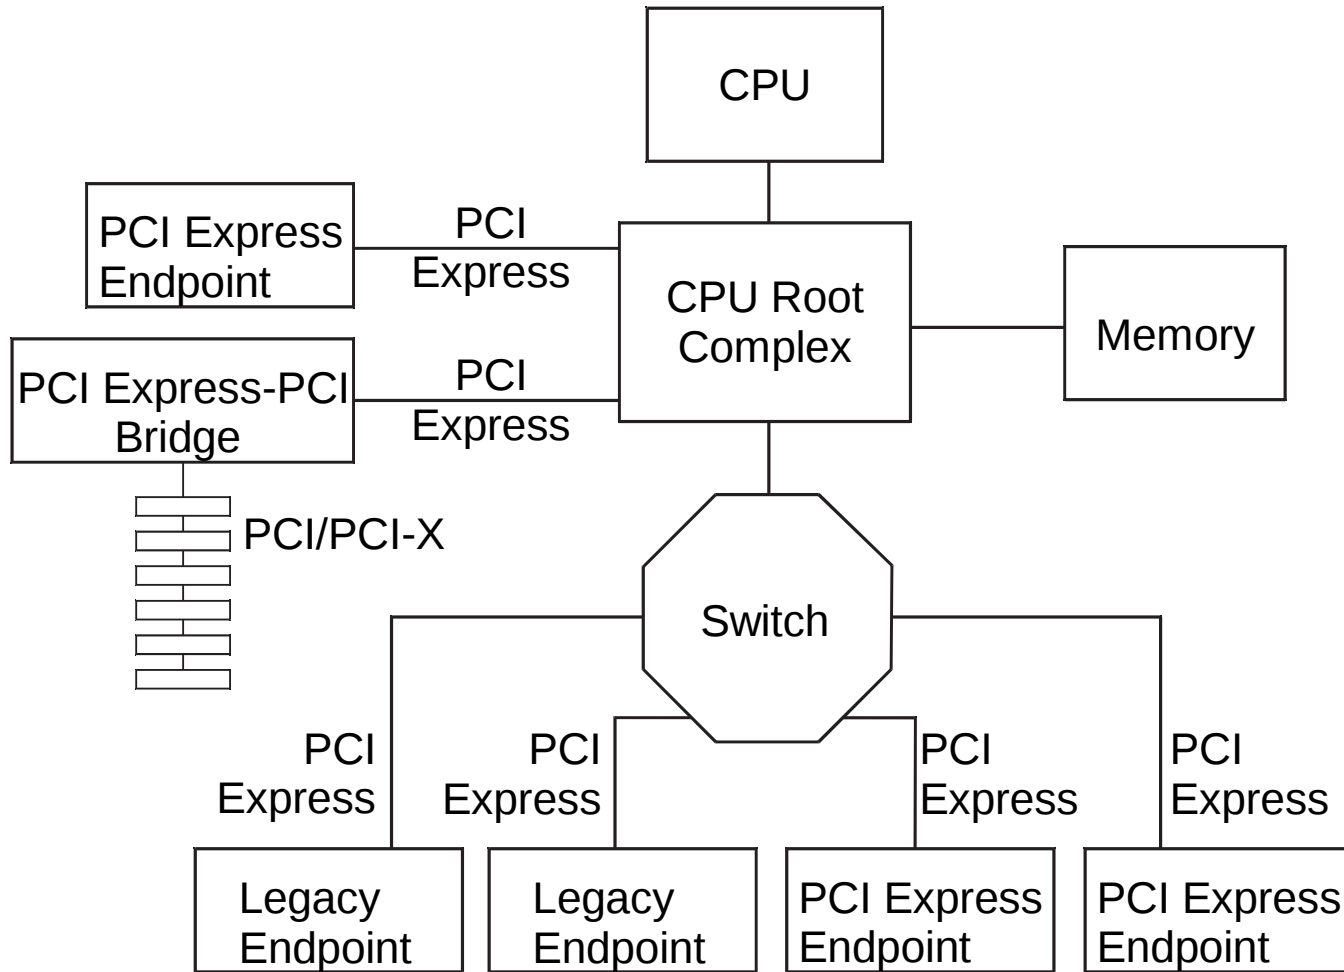 CPU
PCI Express
Endpoint
PCI
Express
CPU Root
Complex
Memory
PCI Express-PCI
Bridge
PCI
Express
PCI/PCI-X
Switch
PCI
Express
PCI
Express
PCI
Express
PCI
Express
Legacy
Endpoint
Legacy
Endpoint
PCI Express
Endpoint
PCI Express
Endpoint